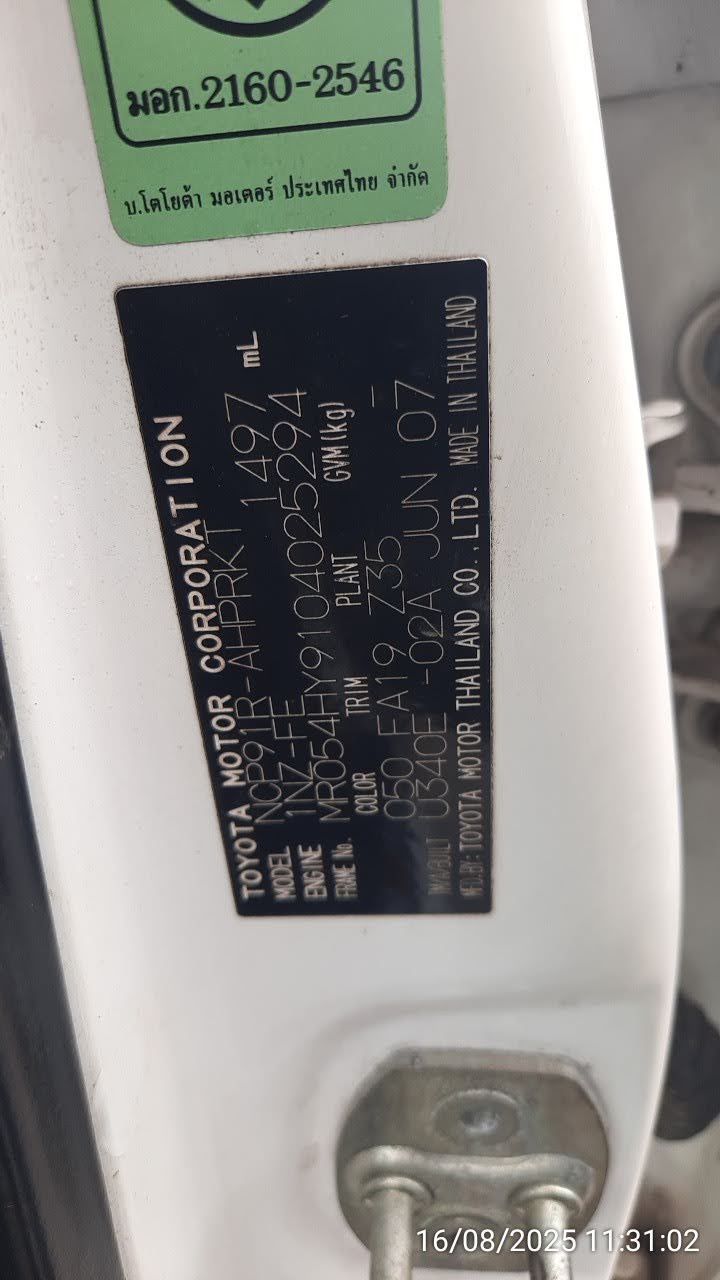 มอก.2160-2546
บ.โตโยต้า มอเตอร์ ประเทศไทย จำกัด
TOYOTA MOTOR CORPORATION
MODEL NCP91R-AHPRKT 1497 mL
ENGINE 1NZ-FE
FRAME No. MR054HY9104025294
COLOR TRIM PLANT GVM(kg)
050 FA19 Z35 —
U340E -02A JUN 07
MFD.BY: TOYOTA MOTOR THAILAND CO.,LTD. MADE IN THAILAND
16/08/2025 11:31:02